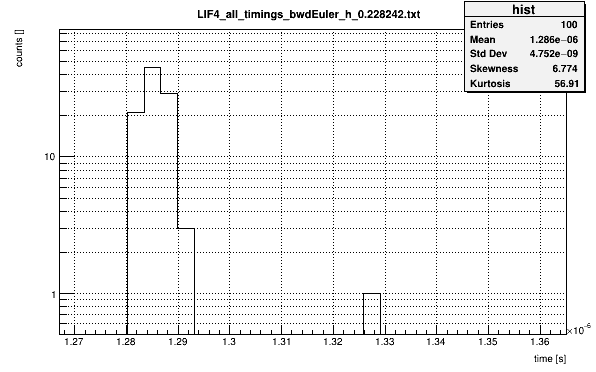 LIF4_all_timings_bwdEuler_h_0.228242.txt
hist
Entries 100
Mean 1.286e−06
Std Dev 4.752e−09
Skewness 6.774
Kurtosis 56.91
counts []
10
1
1.27 1.28 1.29 1.3 1.31 1.32 1.33 1.34 1.35 1.36
×10⁻⁶
time [s]